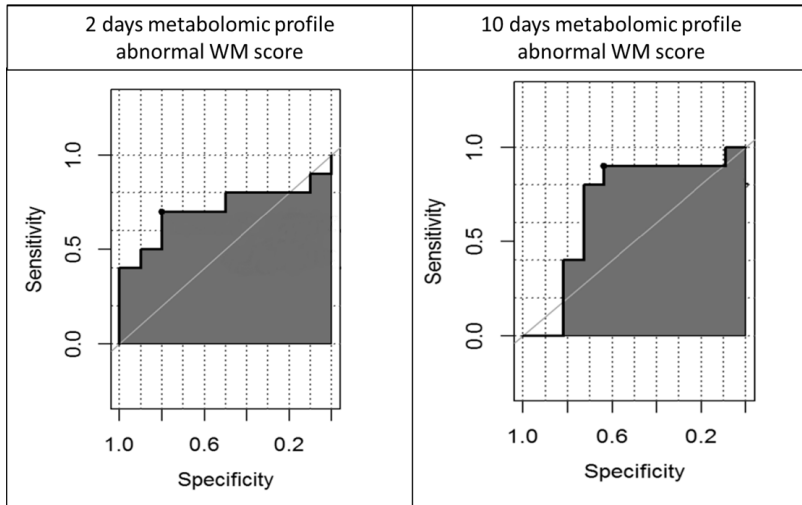 2 days metabolomic profile
abnormal WM score
10 days metabolomic profile
abnormal WM score
Sensitivity
1.0
0.5
0.0
1.0
0.6
0.2
Specificity
Sensitivity
1.0
0.5
0.0
1.0
0.6
0.2
Specificity